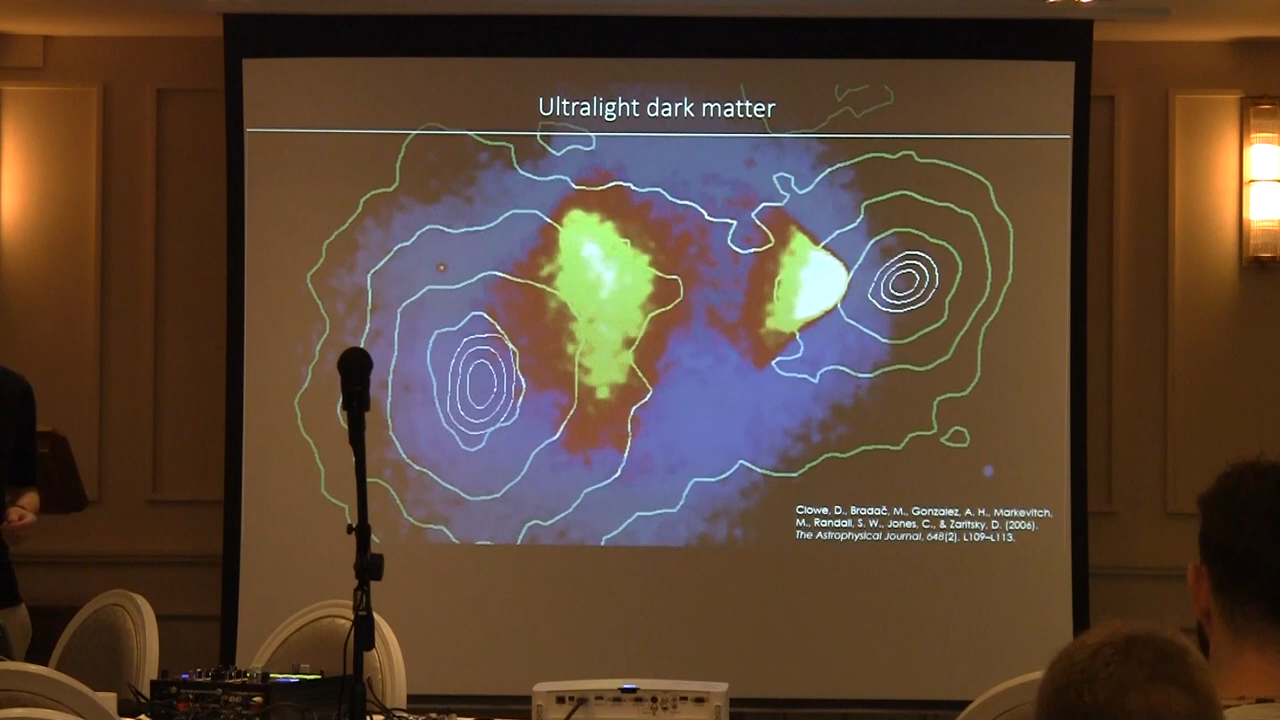 Ultralight dark matter
Clowe, D., Bradač, M., Gonzalez, A. H., Markevitch,
M., Randall, S. W., Jones, C., & Zaritsky, D. (2006).
The Astrophysical Journal, 648(2), L109–L113.